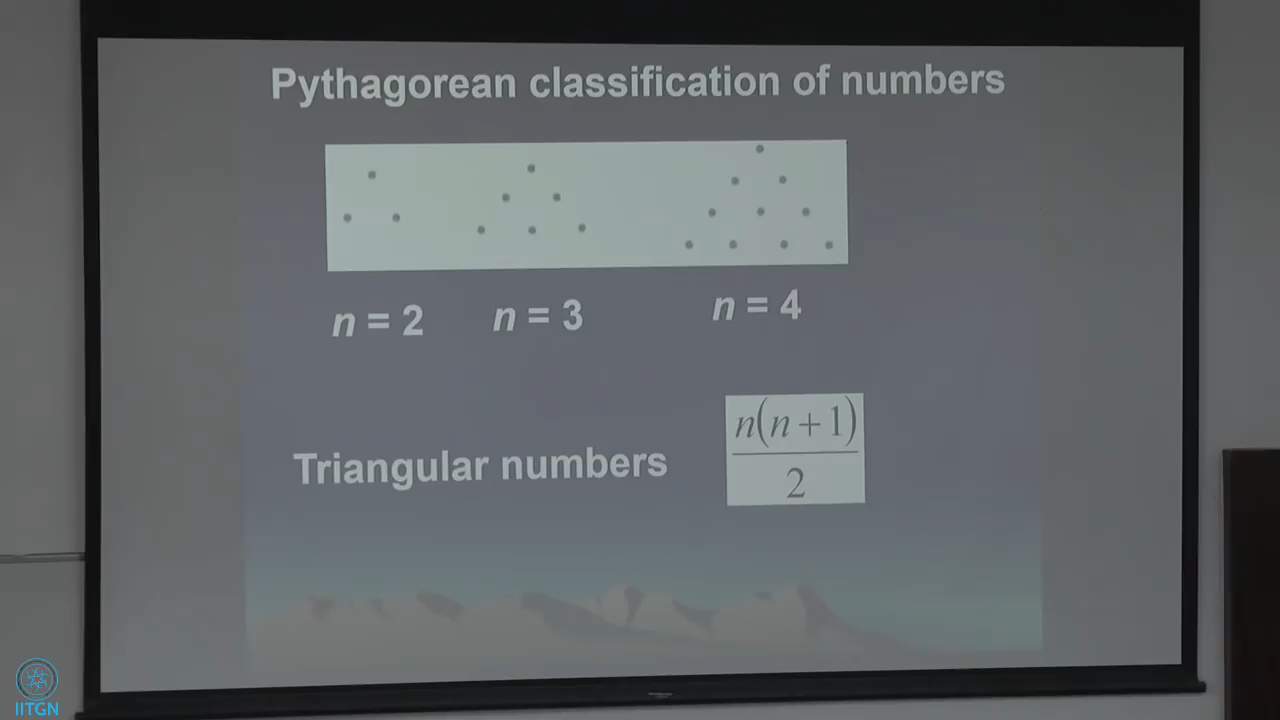 Pythagorean classification of numbers
n = 2
n = 3
n = 4
Triangular numbers
n(n+1)
2
IITGN